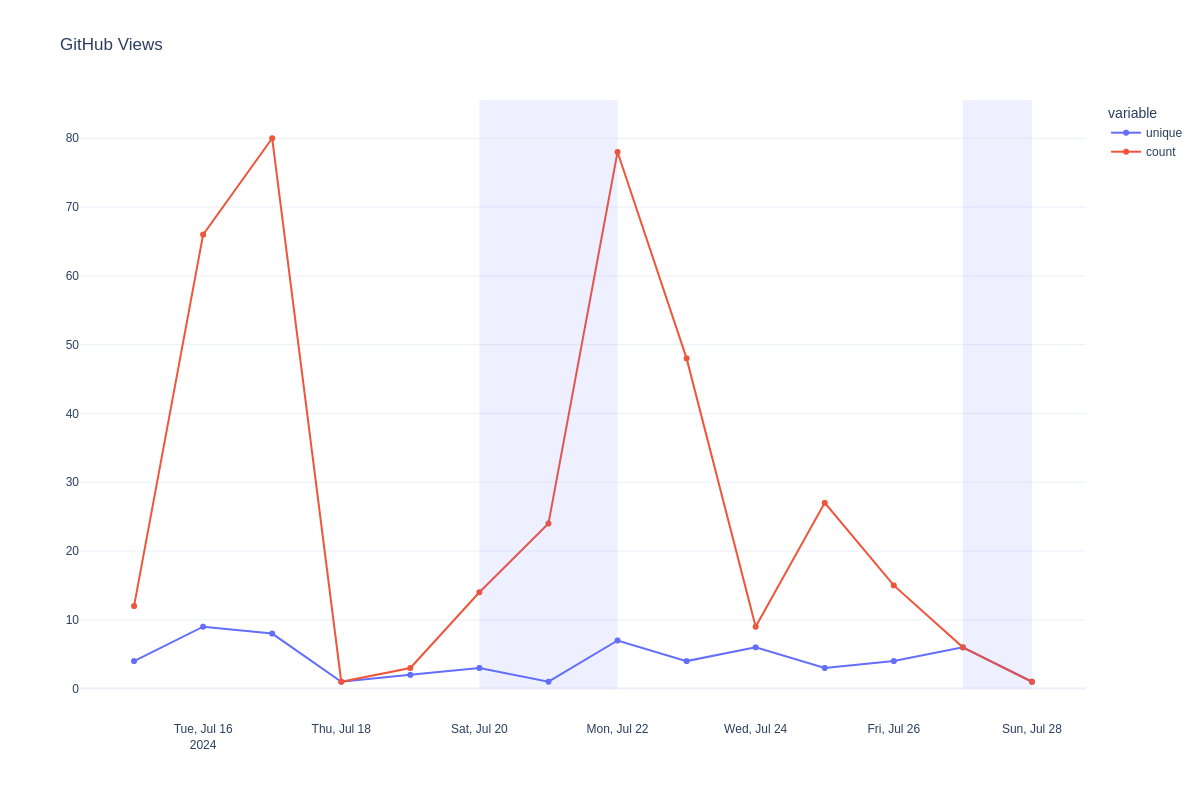 GitHub Views
variable
unique
count
80
70
60
50
40
30
20
10
0
Tue, Jul 16
2024
Thu, Jul 18
Sat, Jul 20
Mon, Jul 22
Wed, Jul 24
Fri, Jul 26
Sun, Jul 28